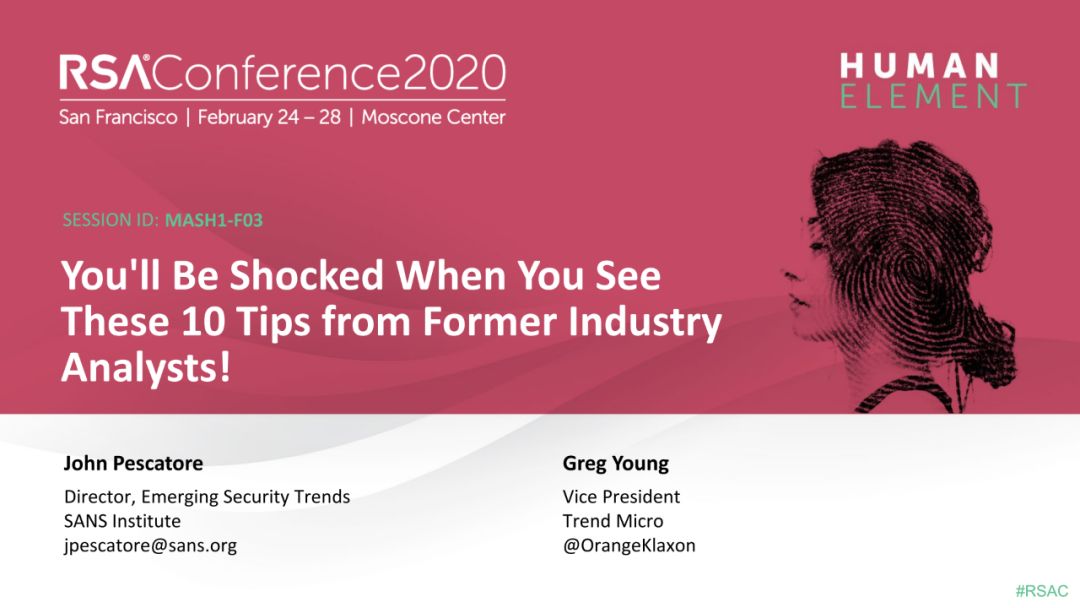 RSA®Conference2020
San Francisco | February 24 – 28 | Moscone Center
HUMAN
ELEMENT
SESSION ID: MASH1-F03
You'll Be Shocked When You See
These 10 Tips from Former Industry
Analysts!
John Pescatore
Director, Emerging Security Trends
SANS Institute
jpescatore@sans.org
Greg Young
Vice President
Trend Micro
@OrangeKlaxon
#RSAC